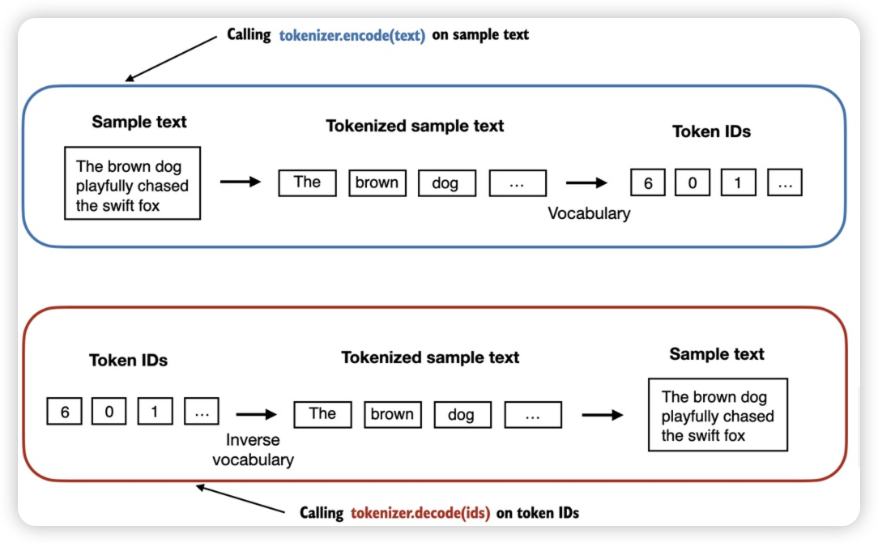 Calling tokenizer.encode(text) on sample text
Sample text
Tokenized sample text
Token IDs
The brown dog
playfully chased
the swift fox
The
brown
dog
...
Vocabulary
6
0
1
...
Token IDs
Tokenized sample text
Sample text
6
0
1
...
Inverse
vocabulary
The
brown
dog
...
The brown dog
playfully chased
the swift fox
Calling tokenizer.decode(ids) on token IDs